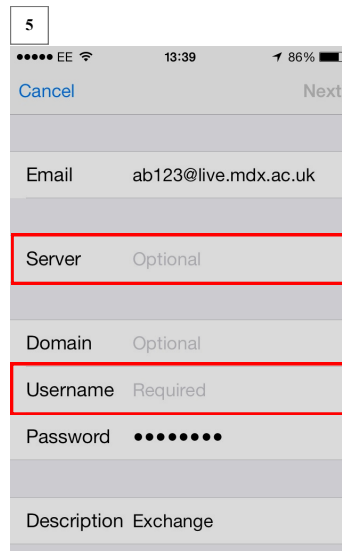 5
EE 13:39 86%
Cancel Next
Email ab123@live.mdx.ac.uk
Server Optional
Domain Optional
Username Required
Password ●●●●●●●●
Description Exchange